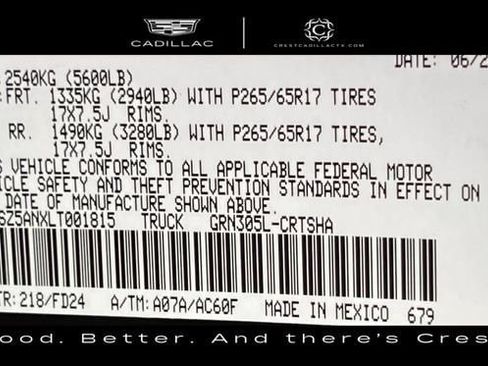 CADILLAC
CRESTCADILLACTX.COM
DATE: 06/2
2540KG (5600LB)
FRT. 1335KG (2940LB) WITH P265/65R17 TIRES
17X7.5J RIMS.
RR. 1490KG (3280LB) WITH P265/65R17 TIRES,
17X7.5J RIMS.
S VEHICLE CONFORMS TO ALL APPLICABLE FEDERAL MOTOR
ICLE SAFETY AND THEFT PREVENTION STANDARDS IN EFFECT ON
DATE OF MANUFACTURE SHOWN ABOVE.
SZ5ANXLT001815 TRUCK GRN305L-CRTSHA
TR: 218/FD24 A/TM: A07A/AC60F MADE IN MEXICO 679
ood. Better. And there's Cres